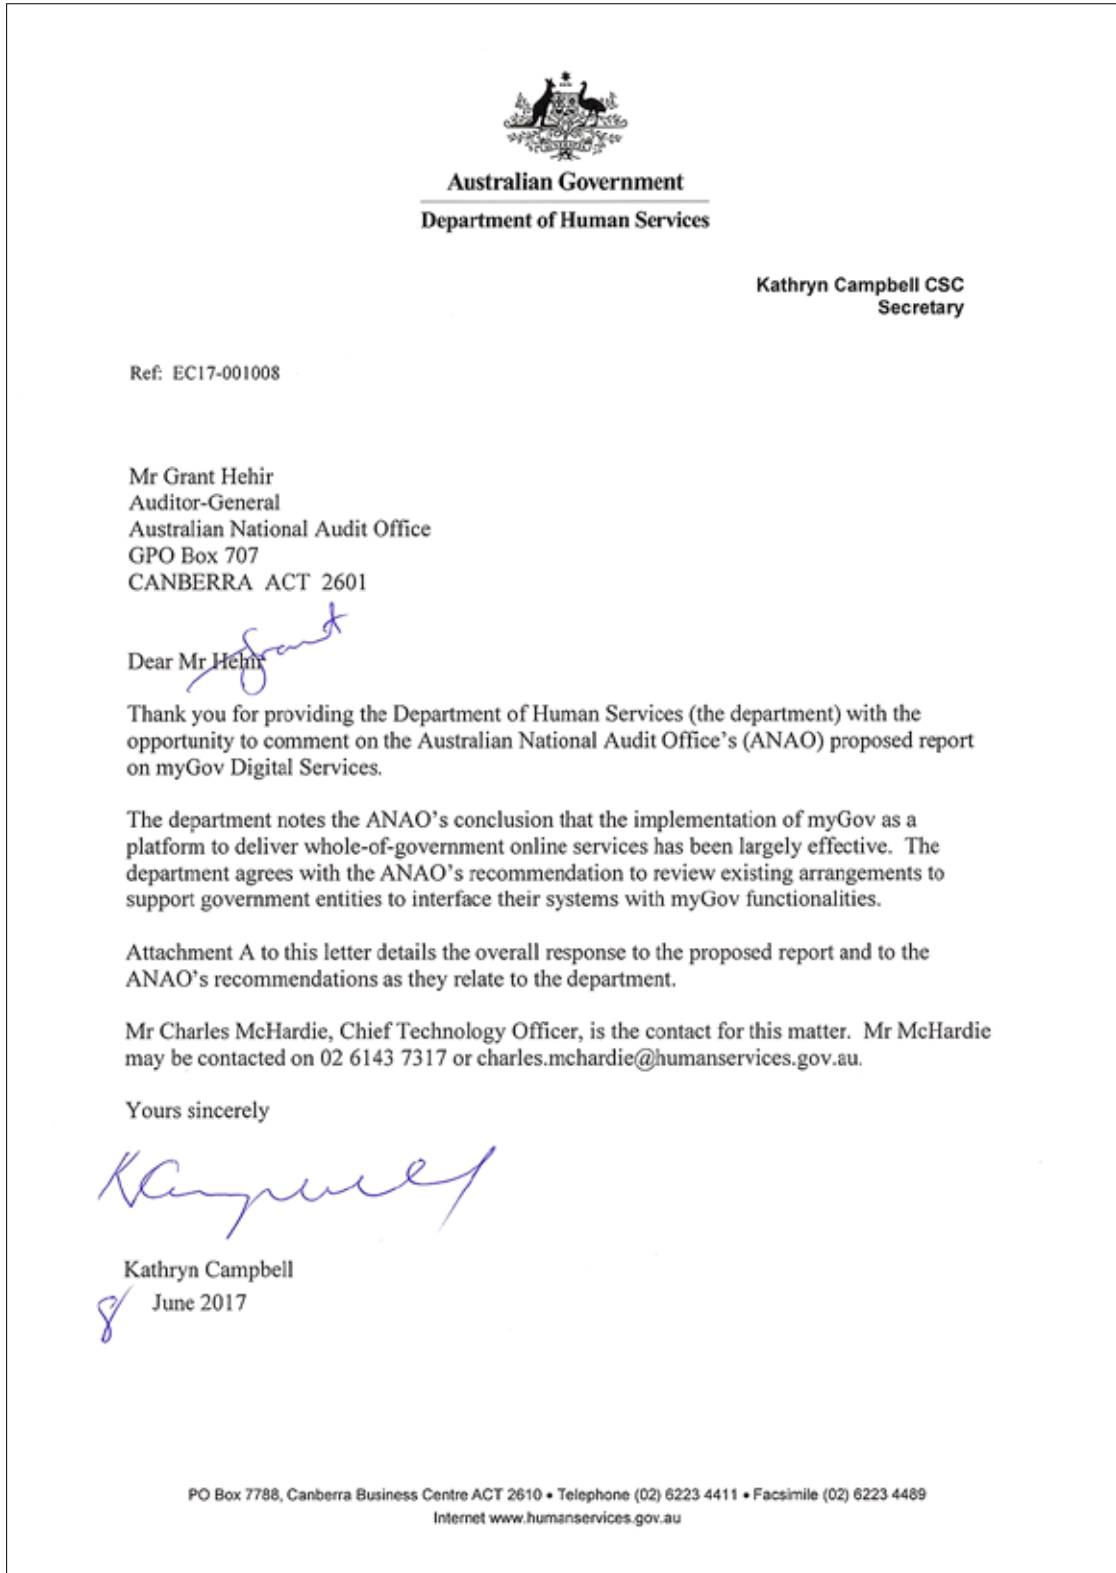 Australian Government
Department of Human Services
Kathryn Campbell CSC
Secretary
Ref: EC17-001008
Mr Grant Hehir
Auditor-General
Australian National Audit Office
GPO Box 707
CANBERRA ACT 2601
Grant
Dear Mr Hehir
Thank you for providing the Department of Human Services (the department) with the
opportunity to comment on the Australian National Audit Office's (ANAO) proposed report
on myGov Digital Services.
The department notes the ANAO's conclusion that the implementation of myGov as a
platform to deliver whole-of-government online services has been largely effective. The
department agrees with the ANAO's recommendation to review existing arrangements to
support government entities to interface their systems with myGov functionalities.
Attachment A to this letter details the overall response to the proposed report and to the
ANAO's recommendations as they relate to the department.
Mr Charles McHardie, Chief Technology Officer, is the contact for this matter. Mr McHardie
may be contacted on 02 6143 7317 or charles.mchardie@humanservices.gov.au.
Yours sincerely
KCampbell
Kathryn Campbell
8 June 2017
PO Box 7788, Canberra Business Centre ACT 2610 • Telephone (02) 6223 4411 • Facsimile (02) 6223 4489
Internet www.humanservices.gov.au